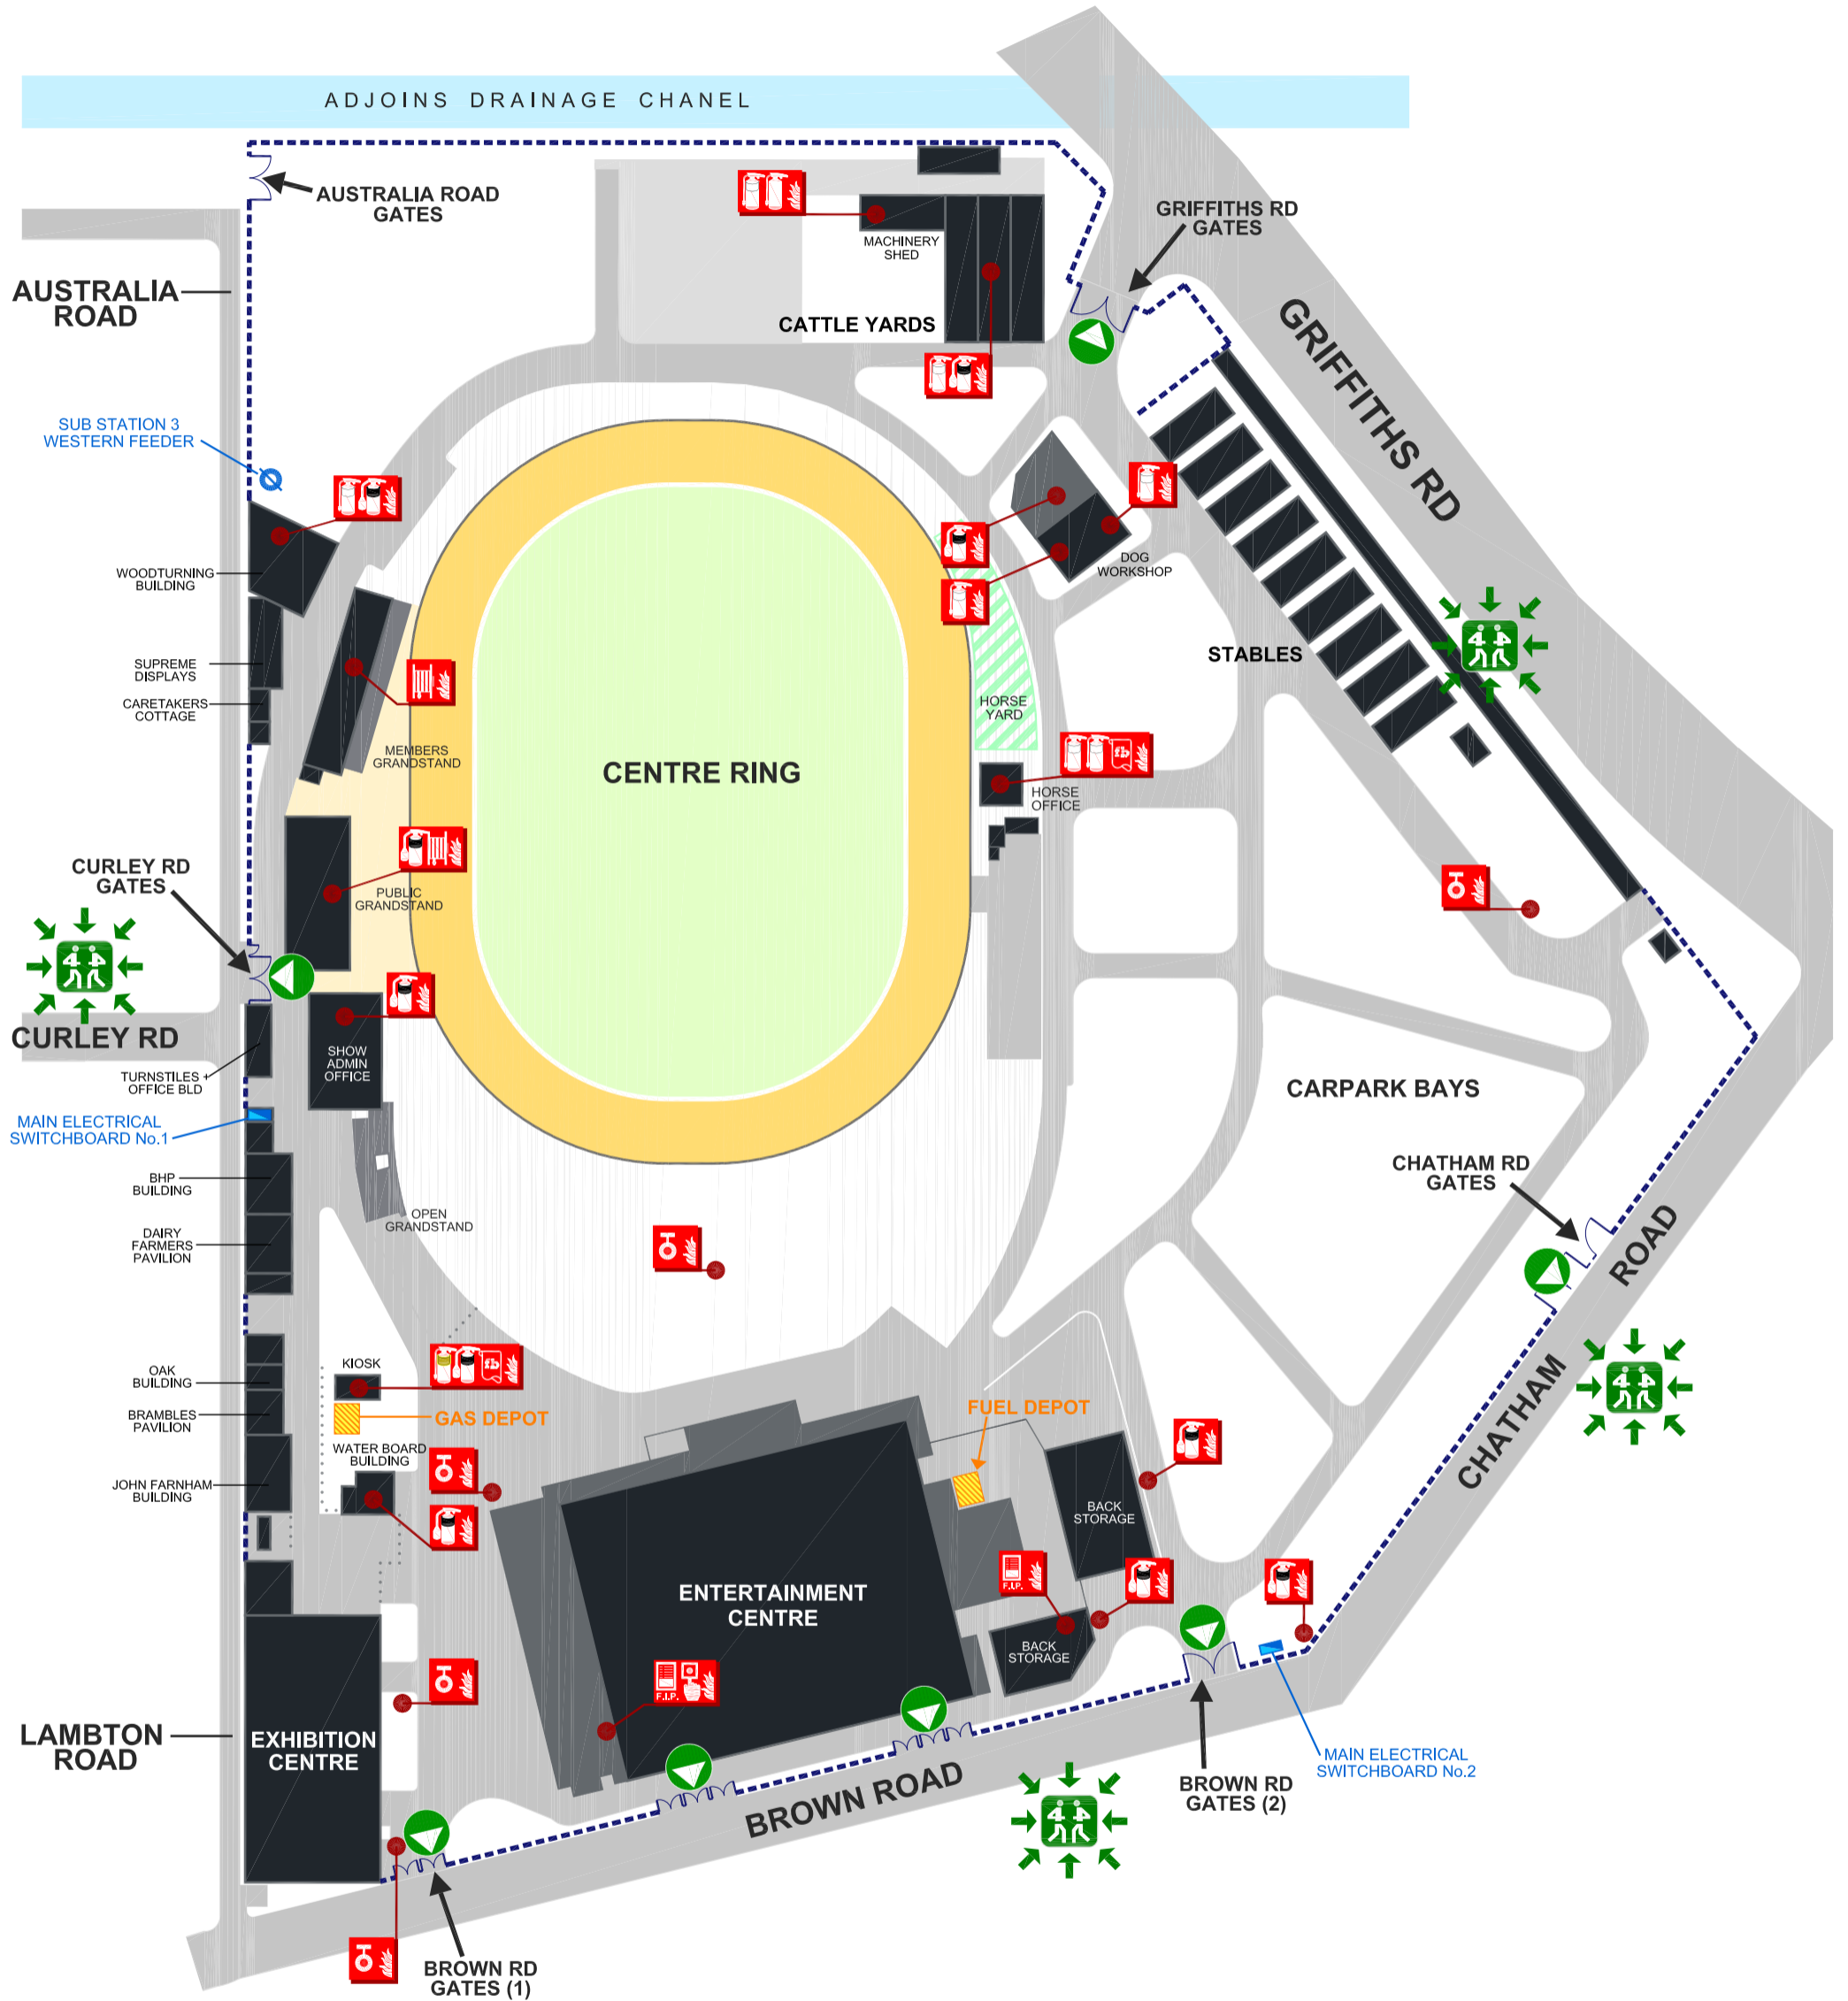 ADJOINS DRAINAGE CHANEL
AUSTRALIA ROAD
GATES
GRIFFITHS RD
GATES
MACHINERY
SHED
AUSTRALIA
ROAD
CATTLE YARDS
GRIFFITHS RD
SUB STATION 3
WESTERN FEEDER
WOODTURNING
BUILDING
DOG
WORKSHOP
SUPREME
DISPLAYS
STABLES
CARETAKERS
COTTAGE
HORSE
YARD
MEMBERS
GRANDSTAND
CENTRE RING
HORSE
OFFICE
CURLEY RD
GATES
PUBLIC
GRANDSTAND
CURLEY RD
SHOW
ADMIN
OFFICE
TURNSTILES +
OFFICE BLD
CARPARK BAYS
MAIN ELECTRICAL
SWITCHBOARD No.1
CHATHAM RD
GATES
BHP
BUILDING
OPEN
GRANDSTAND
DAIRY
FARMERS
PAVILION
CHATHAM ROAD
KIOSK
OAK
BUILDING
BRAMBLES
PAVILION
GAS DEPOT
FUEL DEPOT
WATER BOARD
BUILDING
JOHN FARNHAM
BUILDING
BACK
STORAGE
F.I.P.
ENTERTAINMENT
CENTRE
BACK
STORAGE
F.I.P.
LAMBTON
ROAD
EXHIBITION
CENTRE
BROWN ROAD
MAIN ELECTRICAL
SWITCHBOARD No.2
BROWN RD
GATES (2)
BROWN RD
GATES (1)